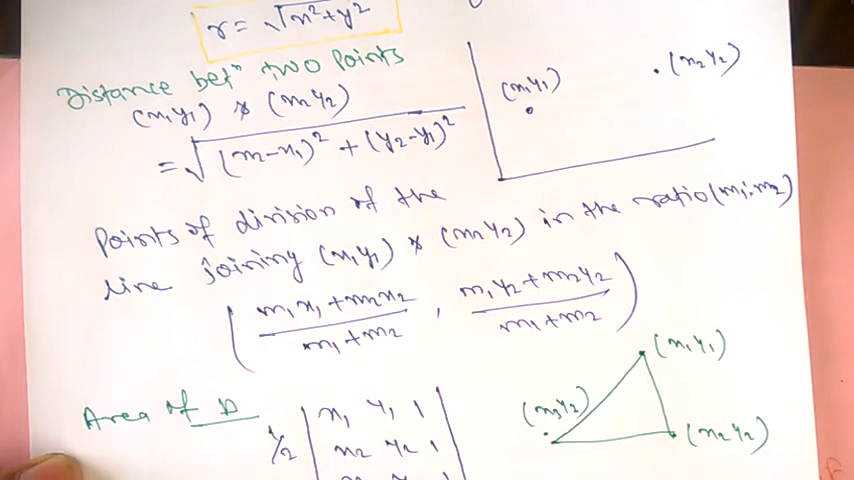 r = √x²+y²
Distance betⁿ two points
(x₁y₁) & (x₂y₂)
= √(x₂-x₁)² + (y₂-y₁)²
(x₁y₁)
(x₂y₂)
Points of division of the
line joining (x₁y₁) & (x₂y₂) in the ratio (m₁:m₂)
( m₁x₁+m₂x₂ / m₁+m₂ , m₁y₂+m₂y₂ / m₁+m₂ )
Area of Δ
1/2 | x₁ y₁ 1 |
| x₂ y₂ 1 |
(x₁y₁)
(x₃y₂)
(x₂y₂)